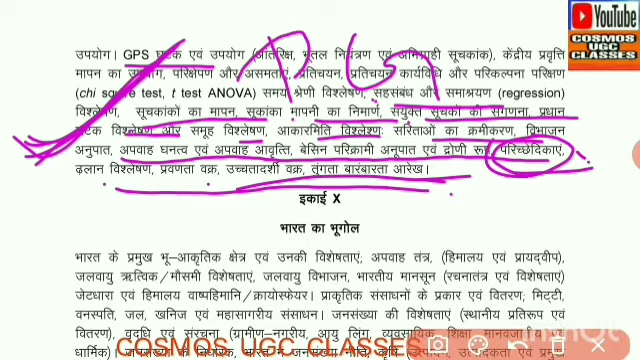 YouTube
COSMOS
UGC
CLASSES
उपयोग। GPS घटक एवं उपयोग (आंतरिक्ष, भूतल नियंत्रण एवं अभिग्राही सूचकांक), केंद्रीय प्रवृत्ति
मापन का उपयोग, परिक्षेपण और असमताएं, प्रतिचयन, प्रतिचयन कार्यविधि और परिकल्पना परिक्षण
(chi square test, t test ANOVA) समय श्रेणी विश्लेषण, सहसंबंध और समाश्रयण (regression)
विश्लेषण, सूचकांकों का मापन, सूकांका मापनी का निमार्ण, संयुक्त सूचकों की संगणना, प्रधान
घटक विश्लेषण और समूह विश्लेषण, आकारमिति विश्लेशणः सरिताओं का क्रमीकरण, विभाजन
अनुपात, अपवाह घनत्व एवं अपवाह आवृत्ति, बेसिन परिक्रामी अनुपात एवं द्रोणी रूप, परिच्छेदिकाएं,
ढ़लान विश्लेषण, प्रवणता वक्र, उच्चतादर्शी वक्र, तुंगता बारंबारता आरेख।
इकाई X
भारत का भूगोल
भारत के प्रमुख भू–आकृतिक क्षेत्र एवं उनकी विशेषताएं; अपवाह तंत्र, (हिमालय एवं प्रायद्वीप)
जलवायु ऋत्विक/मौसमी विशेषताएं, जलवायु विभाजन, भारतीय मानसून (रचनातंत्र एवं विशेषताएं)
जेटधारा एवं हिमालय वाष्पहिमानि/क्रायोस्फेयर। प्राकृतिक संसाधनों के प्रकार एवं वितरण: मिट्टी,
वनस्पति, जल, खनिज एवं महासागरीय संसाधन। जनसंख्या की विशेषताएं (स्थानीय प्रतिरूप एवं
वितरण), वृद्धि एवं संरचना (ग्रामीण–नगरीय, आयु लिंग, व्यवसायिक, शिक्षा
COSMOS UGC CLASSES